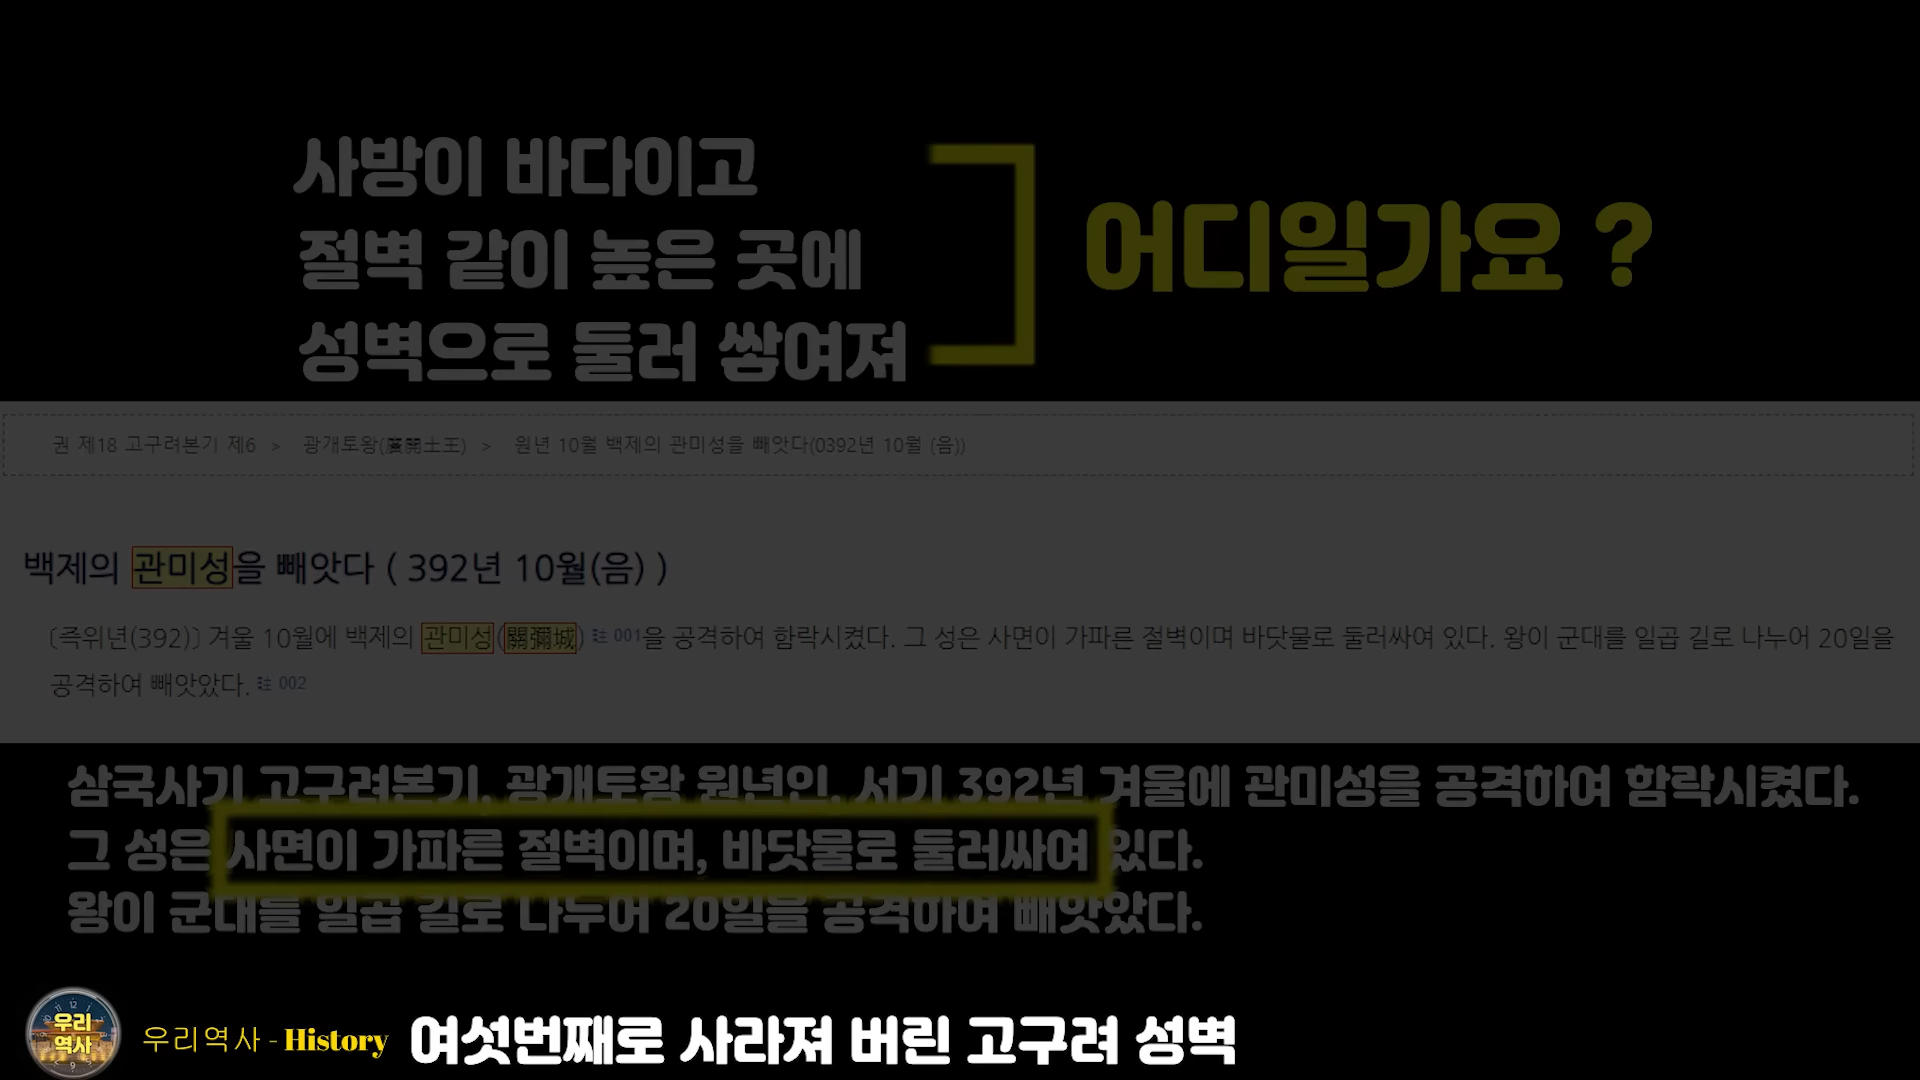 사방이 바다이고
절벽 같이 높은 곳에
성벽으로 둘러 쌓여져
어디일가요 ?
권 제18 고구려본기 제6 > 광개토왕(廣開土王) > 원년 10월 백제의 관미성을 빼앗다(0392년 10월 (음))
백제의 관미성을 빼앗다 ( 392년 10월(음) )
〔즉위년(392)〕 겨울 10월에 백제의 관미성(關彌城) 註 001을 공격하여 함락시켰다. 그 성은 사면이 가파른 절벽이며 바닷물로 둘러싸여 있다. 왕이 군대를 일곱 길로 나누어 20일을
공격하여 빼앗았다. 註 002
삼국사기 고구려본기, 광개토왕 원년인, 서기 392년 겨울에 관미성을 공격하여 함락시켰다.
그 성은 사면이 가파른 절벽이며, 바닷물로 둘러싸여 있다.
왕이 군대를 일곱 길로 나누어 20일을 공격하여 빼앗았다.
우리
역사
우리역사 - History
여섯번째로 사라져 버린 고구려 성벽